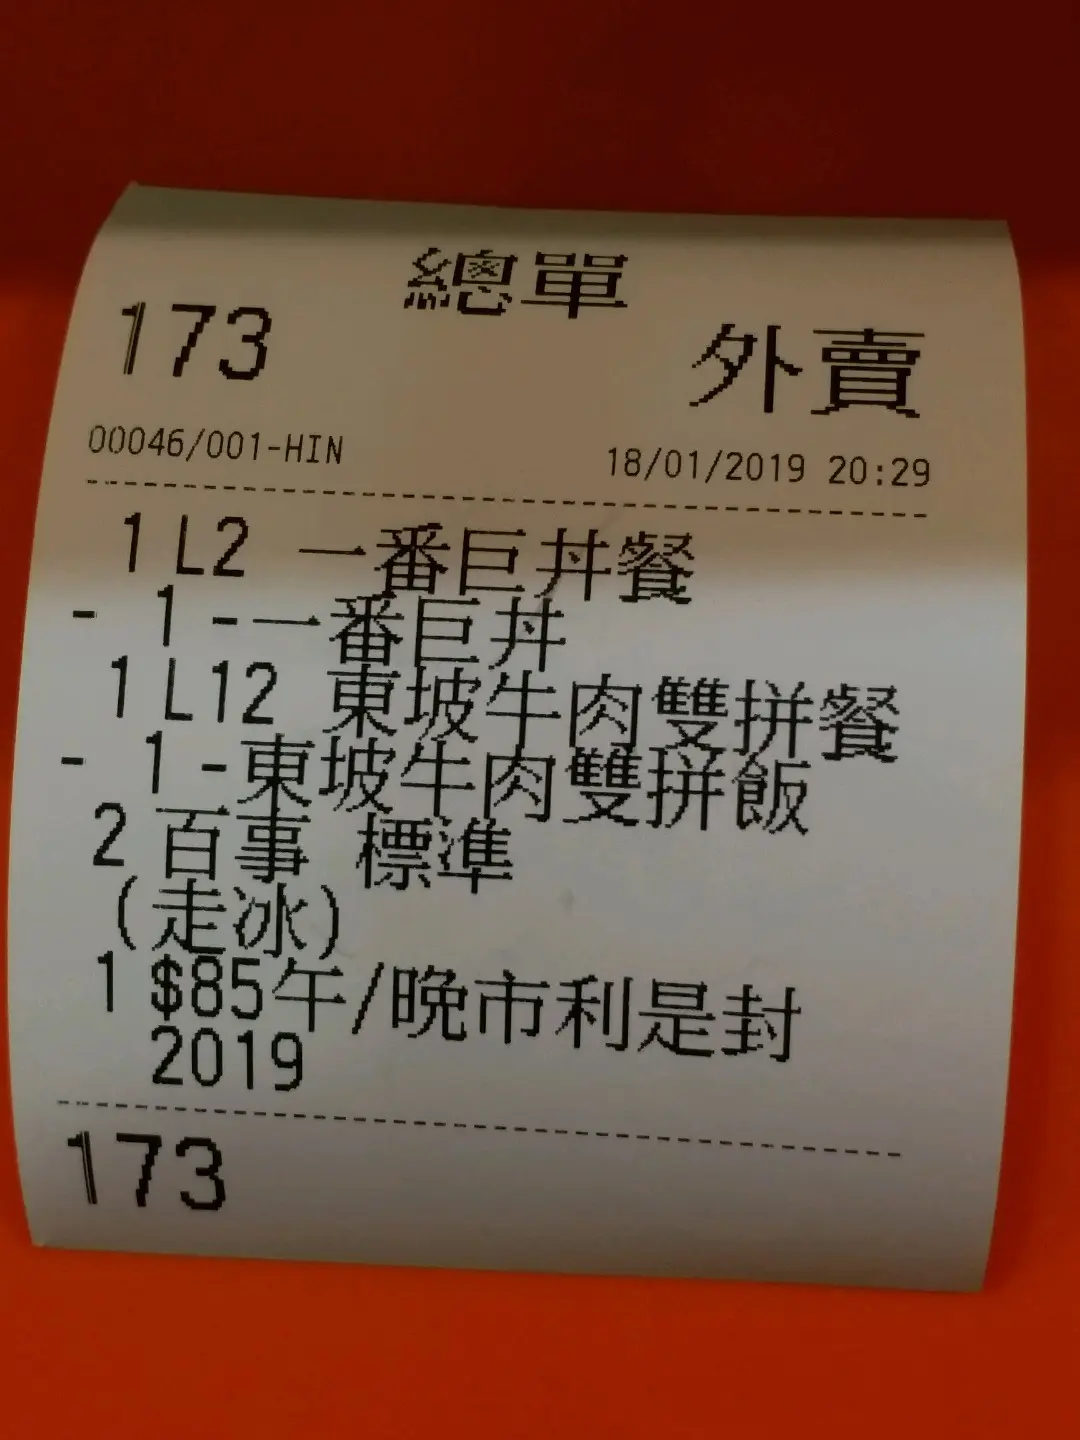 總單
173
外賣
00046/001-HIN 18/01/2019 20:29
1 L2 一番巨丼餐
- 1 -一番巨丼
1 L12 東坡牛肉雙拼餐
- 1 -東坡牛肉雙拼飯
2 百事 標準
(走冰)
1 $85午/晚市利是封
2019
173